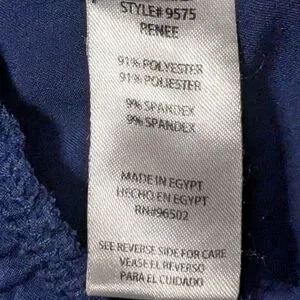 STYLE# 9575
RENEE
91% POLYESTER
91% POLIESTER
9% SPANDEX
9% SPANDEX
MADE IN EGYPT
HECHO EN EGYPT
RN#96502
SEE REVERSE SIDE FOR CARE
VEASE EL REVERSO
PARA EL CUIDADO